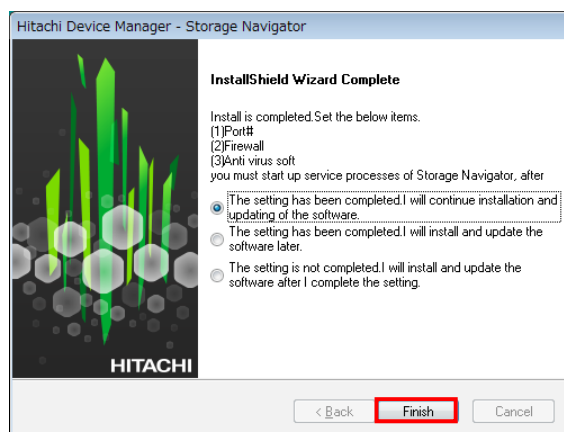 Hitachi Device Manager - Storage Navigator
InstallShield Wizard Complete
Install is completed.Set the below items.
(1)Port#
(2)Firewall
(3)Anti virus soft
you must start up service processes of Storage Navigator, after
The setting has been completed.I will continue installation and
updating of the software.
The setting has been completed.I will install and update the
software later.
The setting is not completed.I will install and update the
software after I complete the setting.
HITACHI
< Back
Finish
Cancel